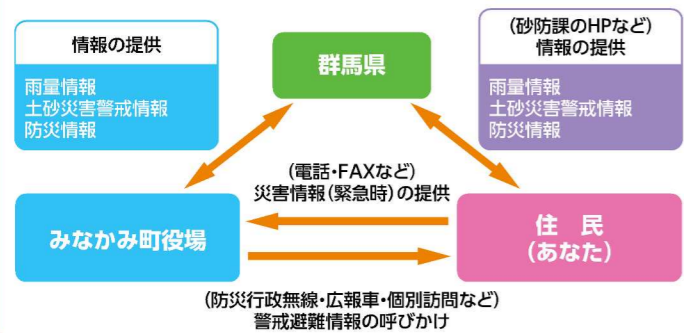 情報の提供
雨量情報
土砂災害警戒情報
防災情報
群馬県
(砂防課のHPなど)
情報の提供
雨量情報
土砂災害警戒情報
防災情報
(電話・FAXなど)
災害情報(緊急時)の提供
みなかみ町役場
住　民
(あなた)
(防災行政無線・広報車・個別訪問など)
警戒避難情報の呼びかけ